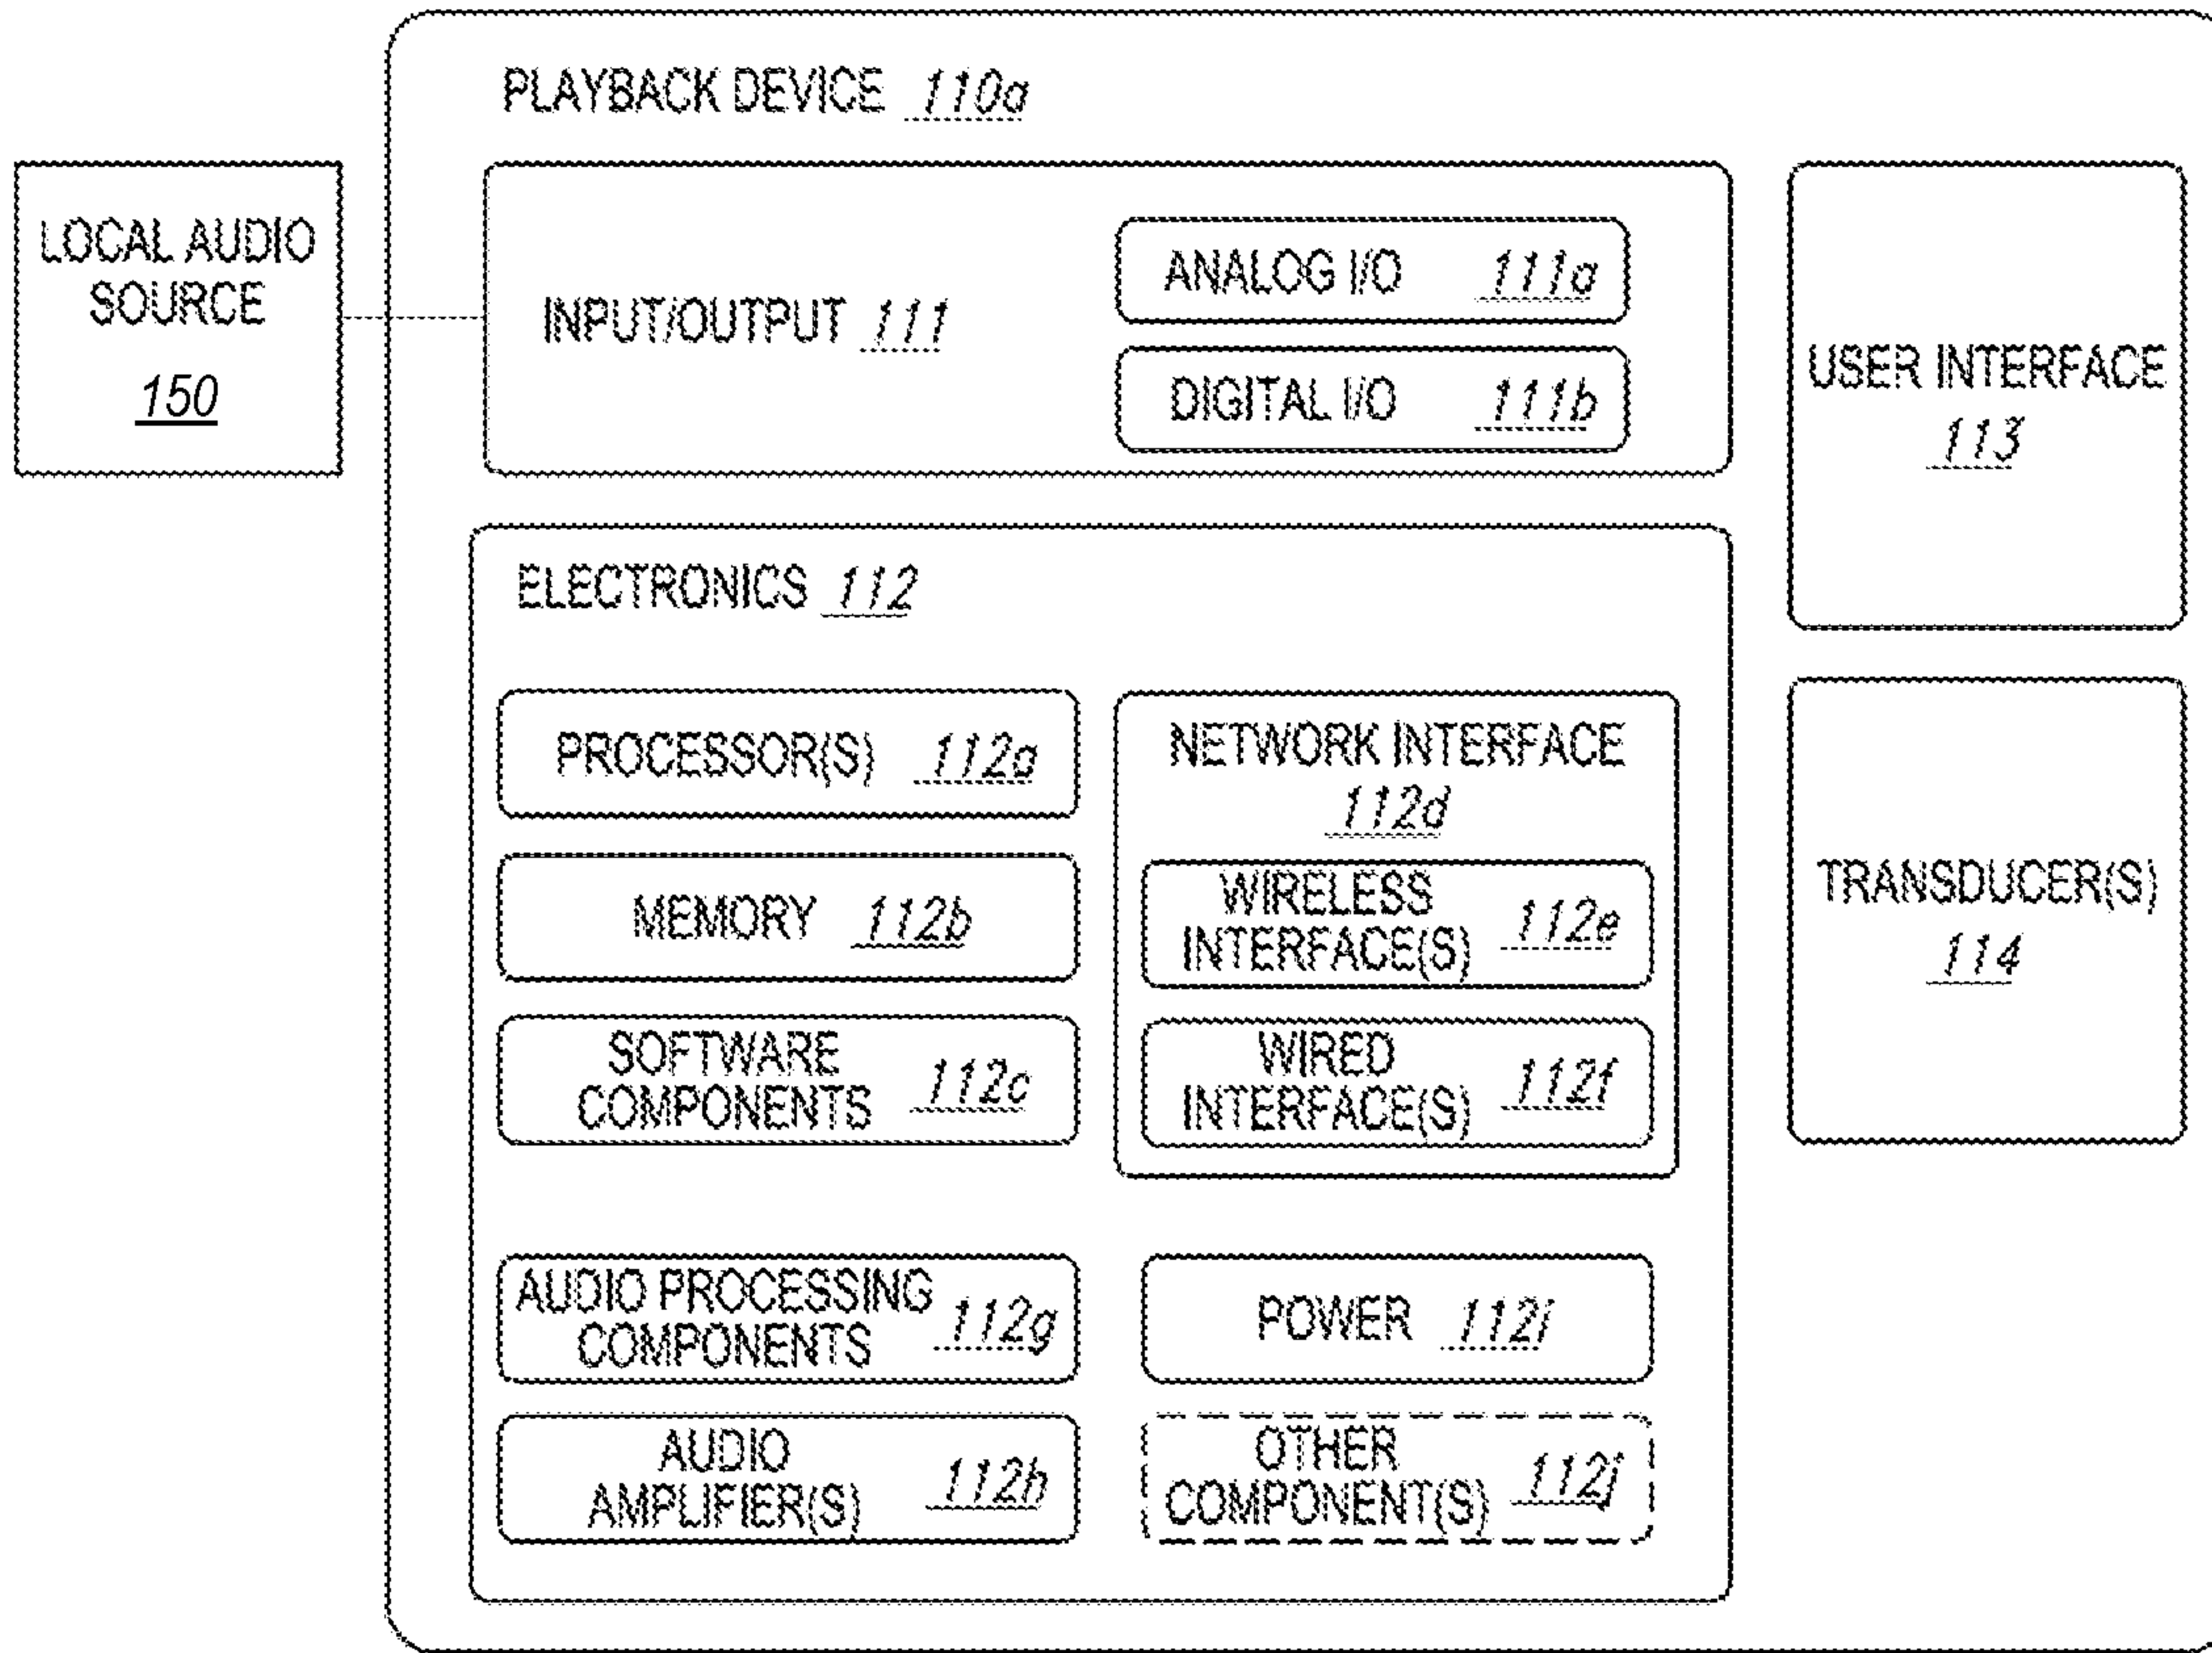 PLAYBACK DEVICE 110a
LOCAL AUDIO
SOURCE
150
INPUT/OUTPUT 111
ANALOG I/O 111a
DIGITAL I/O 111b
USER INTERFACE
113
ELECTRONICS 112
PROCESSOR(S) 112a
MEMORY 112b
SOFTWARE
COMPONENTS 112c
NETWORK INTERFACE
112d
WIRELESS
INTERFACE(S) 112e
WIRED
INTERFACE(S) 112f
TRANSDUCER(S)
114
AUDIO PROCESSING
COMPONENTS 112g
AUDIO
AMPLIFIER(S) 112h
POWER 112i
OTHER
COMPONENT(S) 112j